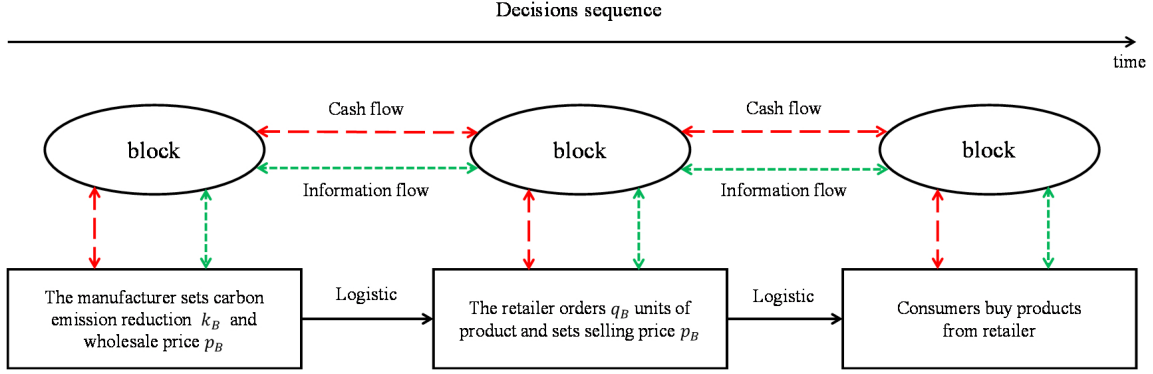 Decisions sequence
time
Cash flow
Cash flow
block
block
block
Information flow
Information flow
The manufacturer sets carbon
emission reduction k_B and
wholesale price p_B
Logistic
The retailer orders q_B units of
product and sets selling price p_B
Logistic
Consumers buy products
from retailer